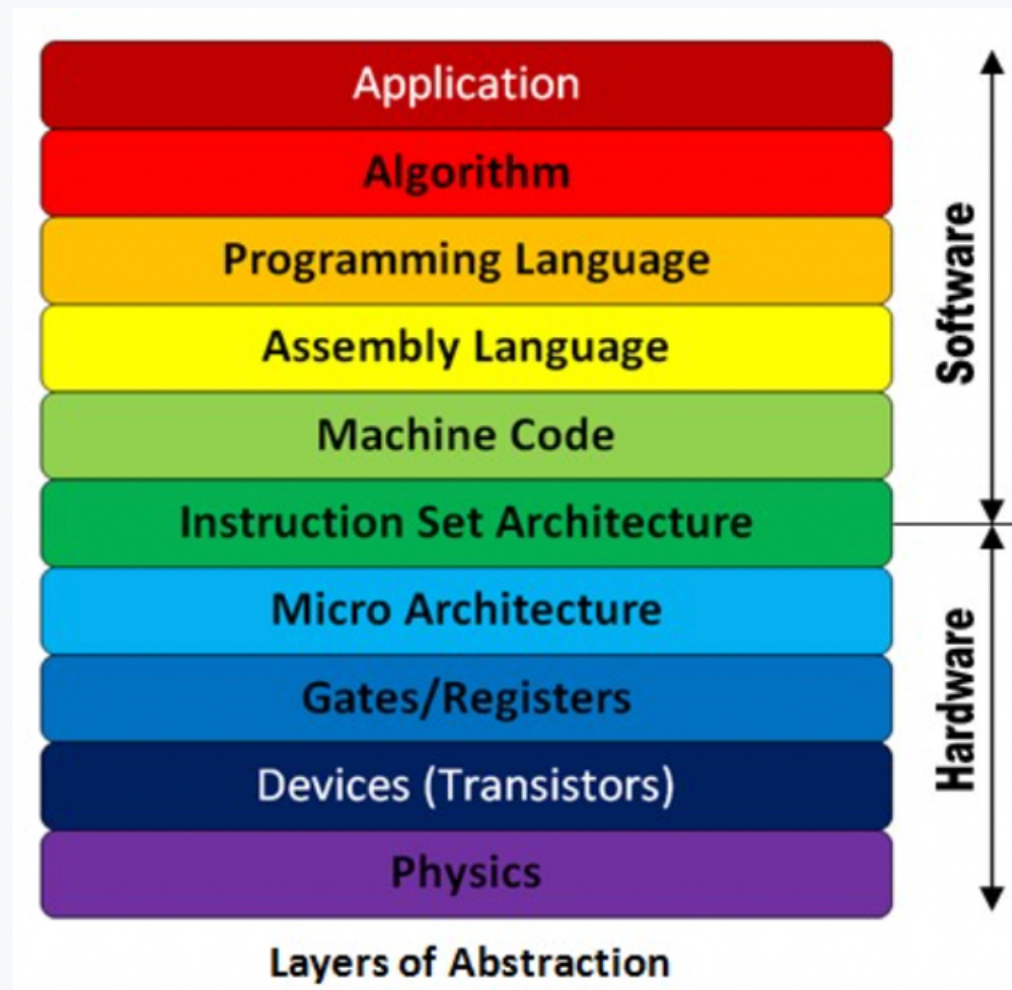 Application
Algorithm
Programming Language
Assembly Language
Machine Code
Instruction Set Architecture
Micro Architecture
Gates/Registers
Devices (Transistors)
Physics
Software
Hardware
Layers of Abstraction